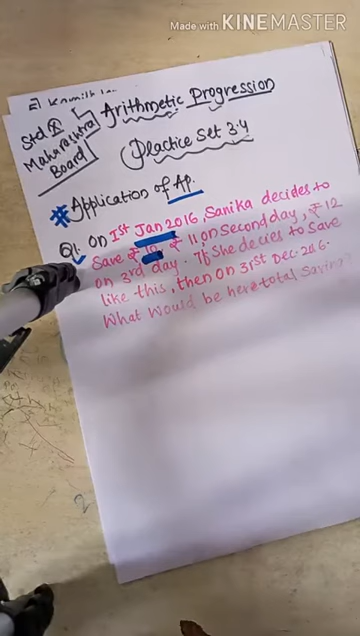 Made with KINEMASTER
Arithmetic Progression
Std X
Maharashtra
Board
Practice Set 3.4
# Application of A.P.
Q1. On 1st Jan 2016, Sanika decides to
Save ₹ 10, ₹ 11 on Second day, ₹ 12
on 3rd day. If She decies to Save
like this, then on 31st Dec. 2016.
What would be here total Saving?